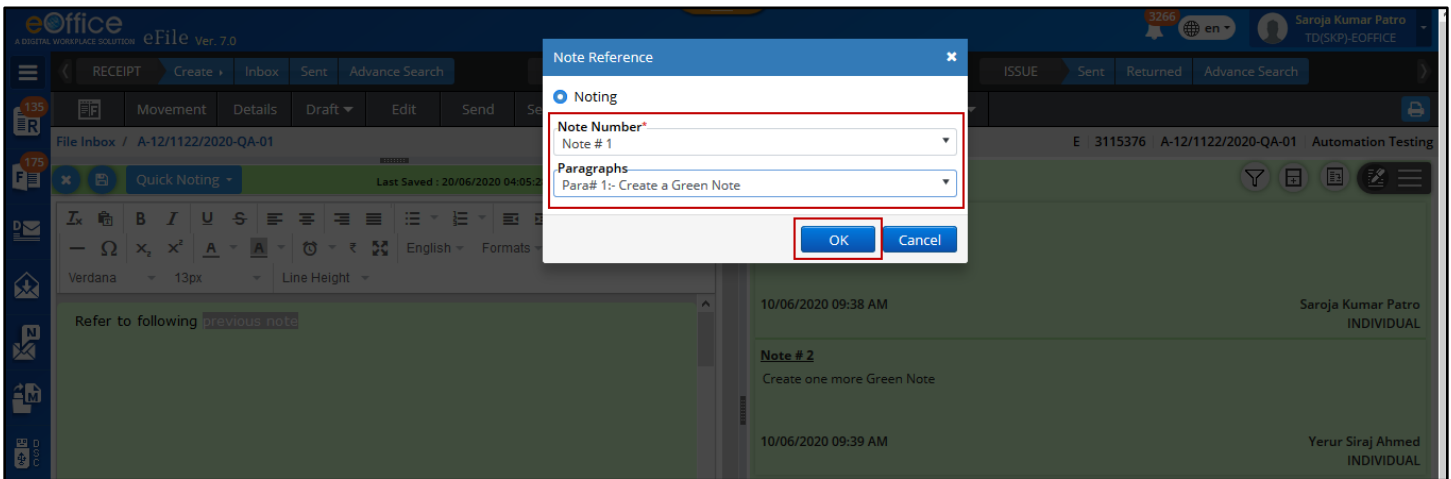 eOffice
A DIGITAL WORKPLACE SOLUTION eFile Ver. 7.0
3266
en
Saroja Kumar Patro
TD(SKP)-EOFFICE
RECEIPT Create Inbox Sent Advance Search
ISSUE Sent Returned Advance Search
135
R
Movement Details Draft Edit Send Se
File Inbox / A-12/1122/2020-QA-01
E 3115376 A-12/1122/2020-QA-01 Automation Testing
175
F
Quick Noting
Last Saved : 20/06/2020 04:05:2
Note Reference
Noting
Note Number*
Note # 1
Paragraphs
Para# 1:- Create a Green Note
OK Cancel
English Formats
Verdana 13px Line Height
Refer to following previous note
10/06/2020 09:38 AM Saroja Kumar Patro
INDIVIDUAL
Note # 2
Create one more Green Note
10/06/2020 09:39 AM Yerur Siraj Ahmed
INDIVIDUAL
D
N
M
DSC